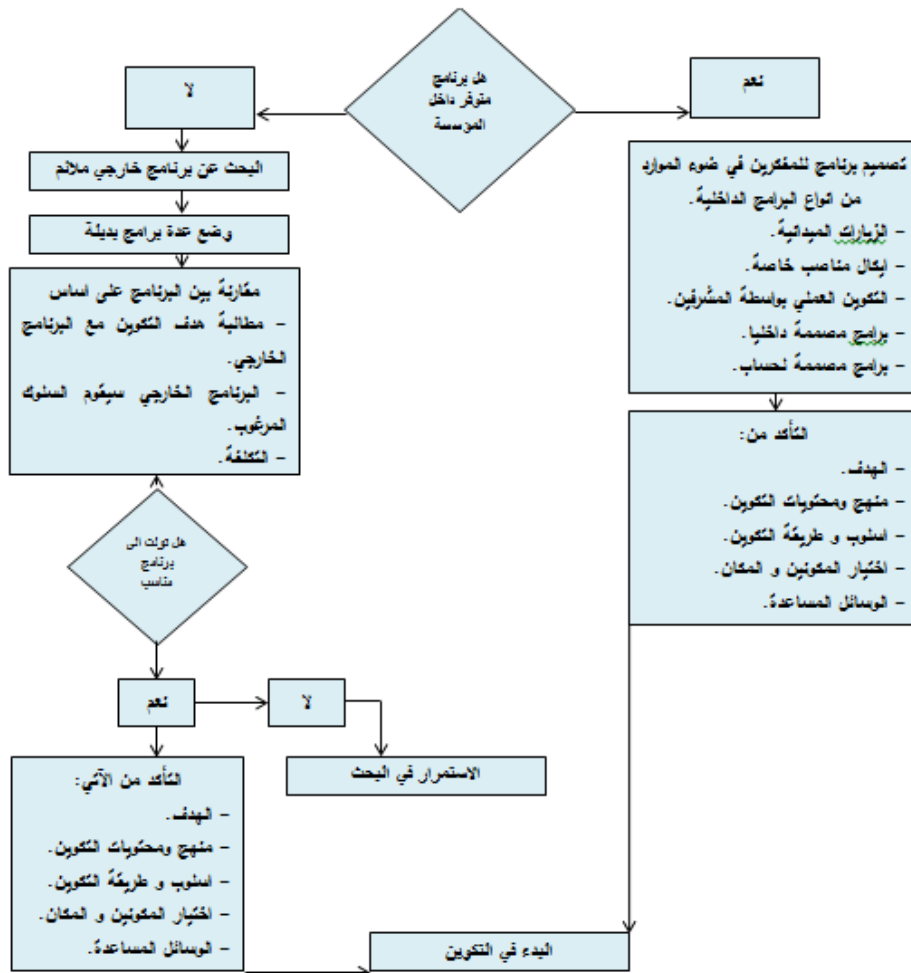 هل برنامج
متوفر داخل
المؤسسة
نعم
لا
تصميم برنامج للمفكرين في ضوء الموارد
من انواع البرامج الداخلية.
– الزيارات الميدانية.
– ايكال مناصب خاصة.
– التكوين العملي بواسطة المشرفين.
– برامج مصممة داخليا.
– برامج مصممة لحساب.
التأكد من:
– الهدف.
– منهج ومحتويات التكوين.
– اسلوب و طريقة التكوين.
– اختيار المكونين و المكان.
– الوسائل المساعدة.
البحث عن برنامج خارجي ملائم
وضع عدة برامج بديلة
مقارنة بين البرنامج على اساس
– مطالبة هدف التكوين مع البرنامج
الخارجي.
– البرنامج الخارجي سيقوم السلوك
المرغوب.
– التكلفة.
هل تولت الى
برنامج
مناسب
نعم
لا
الاستمرار في البحث
التأكد من الآتي:
– الهدف.
– منهج ومحتويات التكوين.
– اسلوب و طريقة التكوين.
– اختيار المكونين و المكان.
– الوسائل المساعدة.
البدء في التكوين